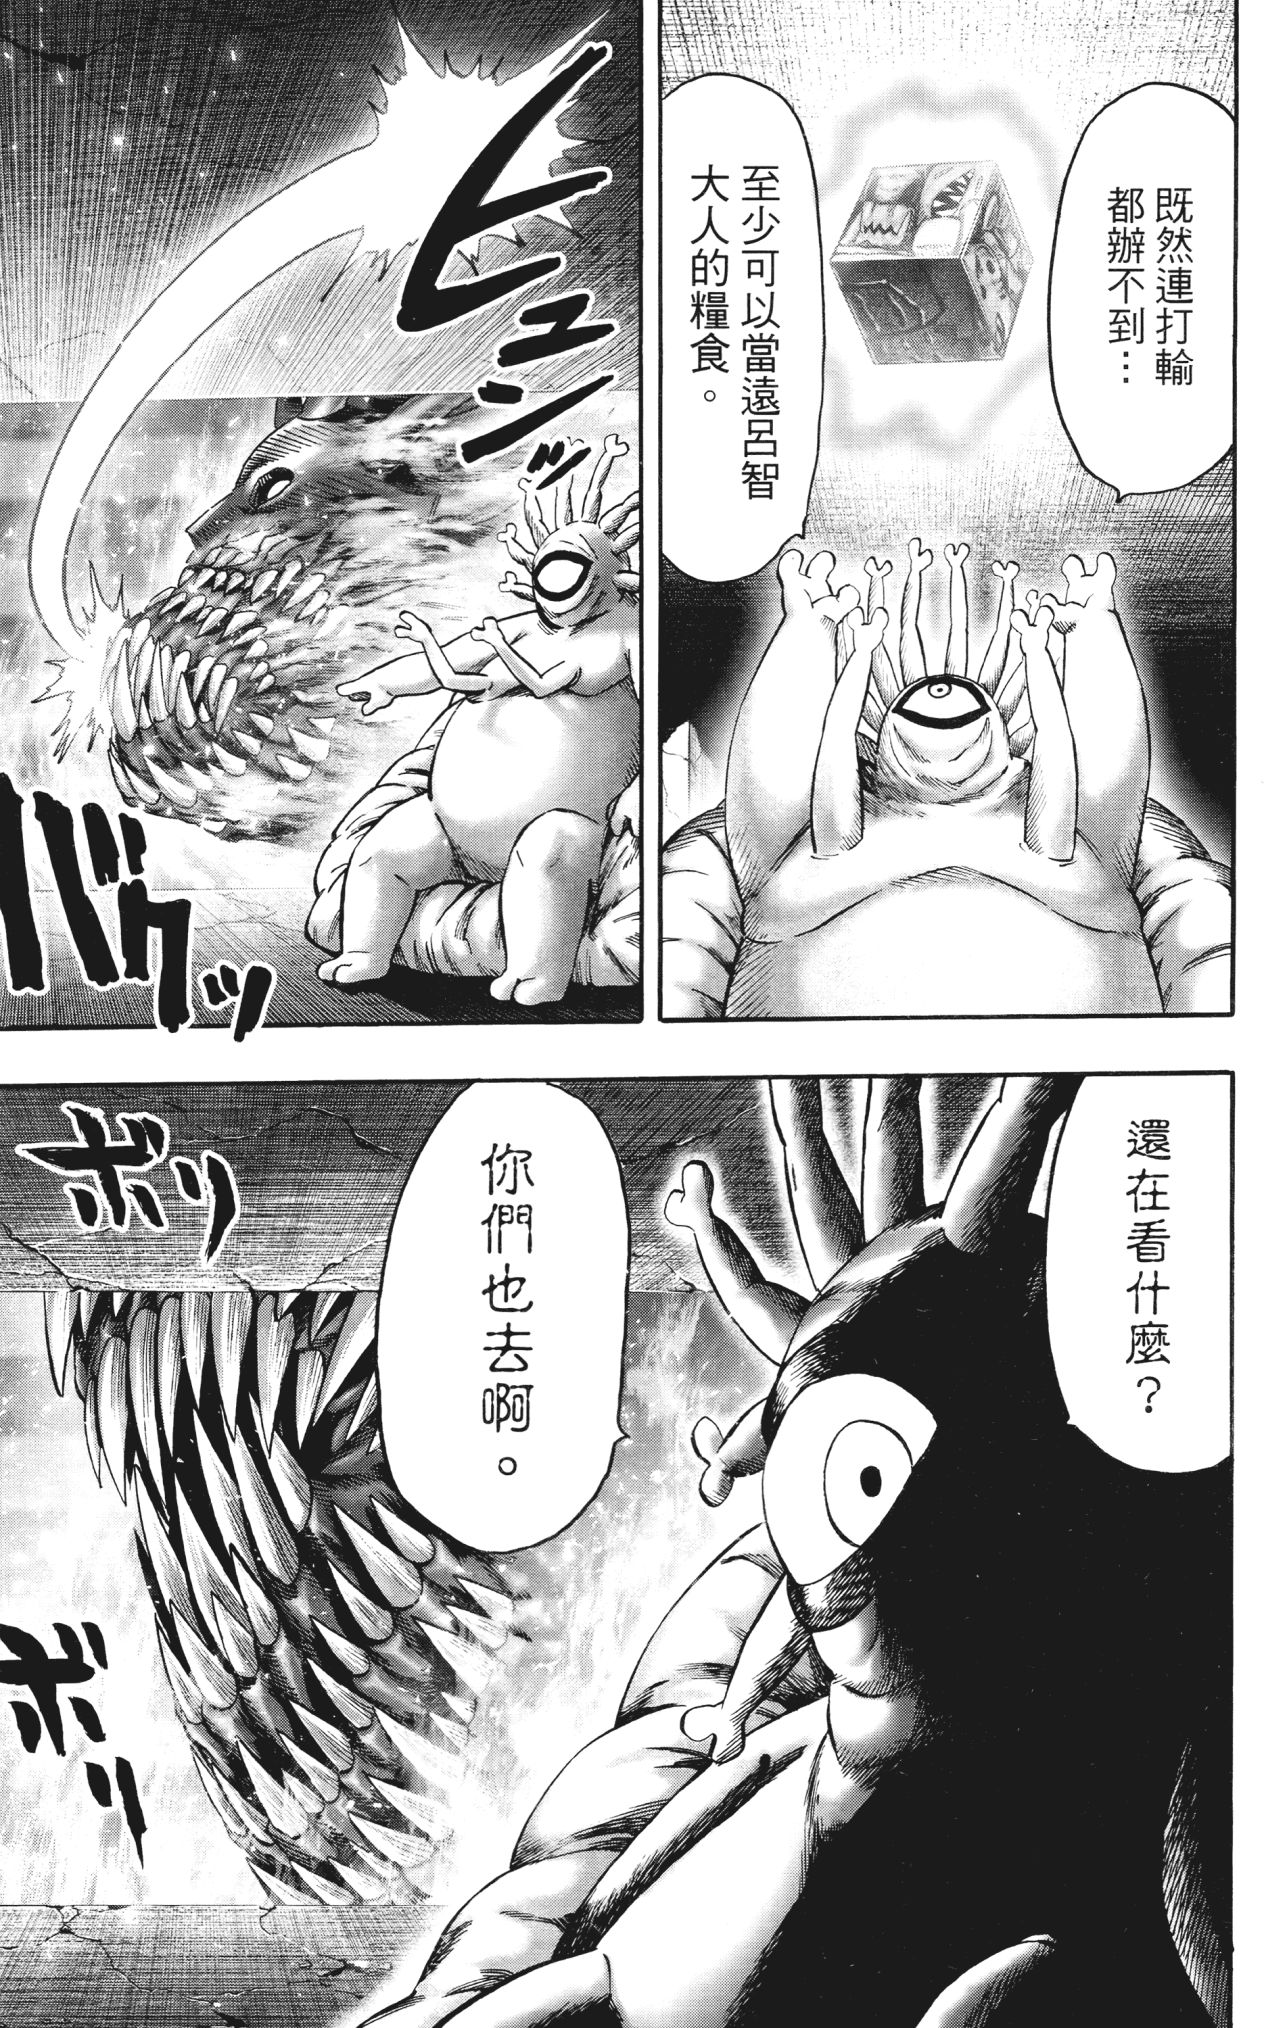 既然連打輸
都辦不到…
至少可以當遠呂智
大人的糧食。
ビュン
ビッ
バクッ
還在看什麼？
你們也去啊。
ボリ
ボリ